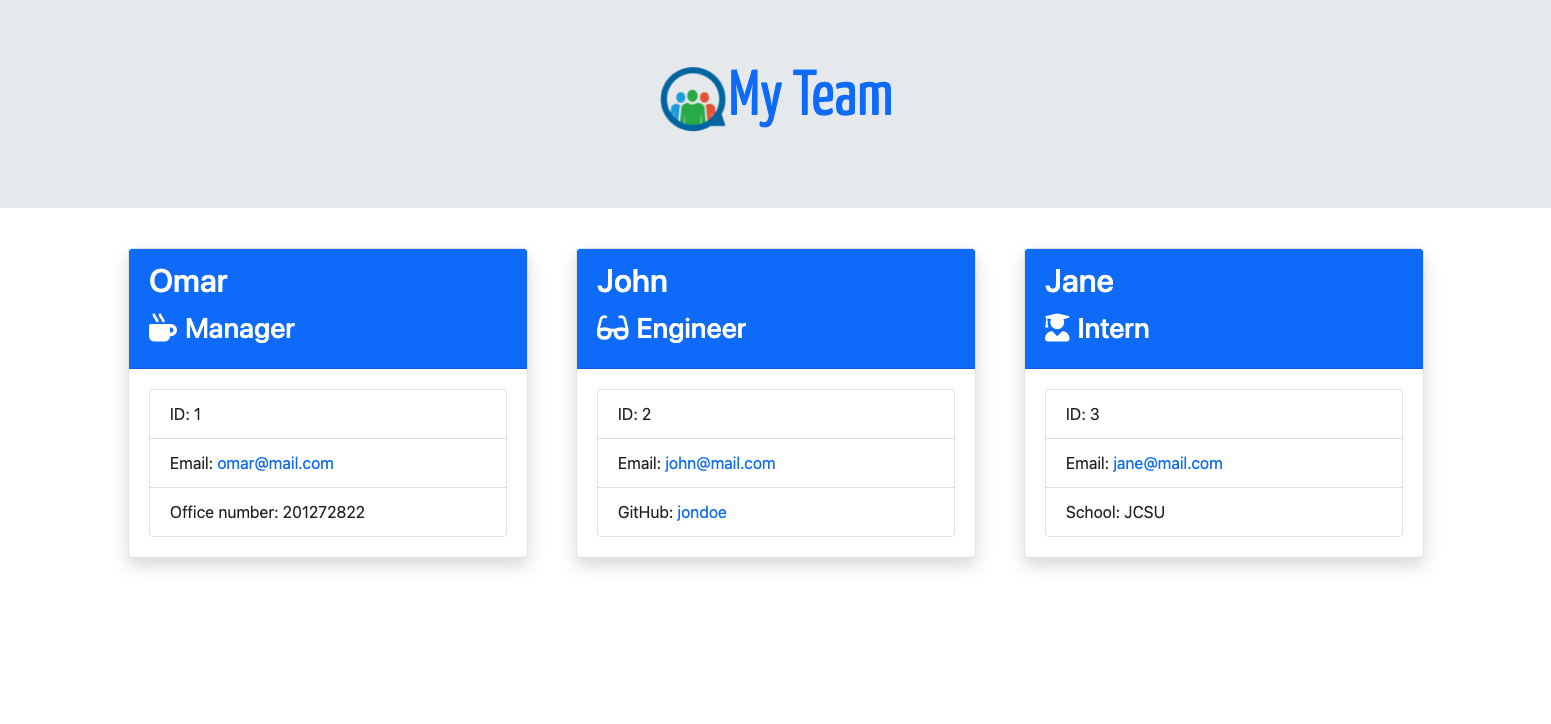 My Team
Omar
Manager
ID: 1
Email: omar@mail.com
Office number: 201272822
John
Engineer
ID: 2
Email: john@mail.com
GitHub: jondoe
Jane
Intern
ID: 3
Email: jane@mail.com
School: JCSU